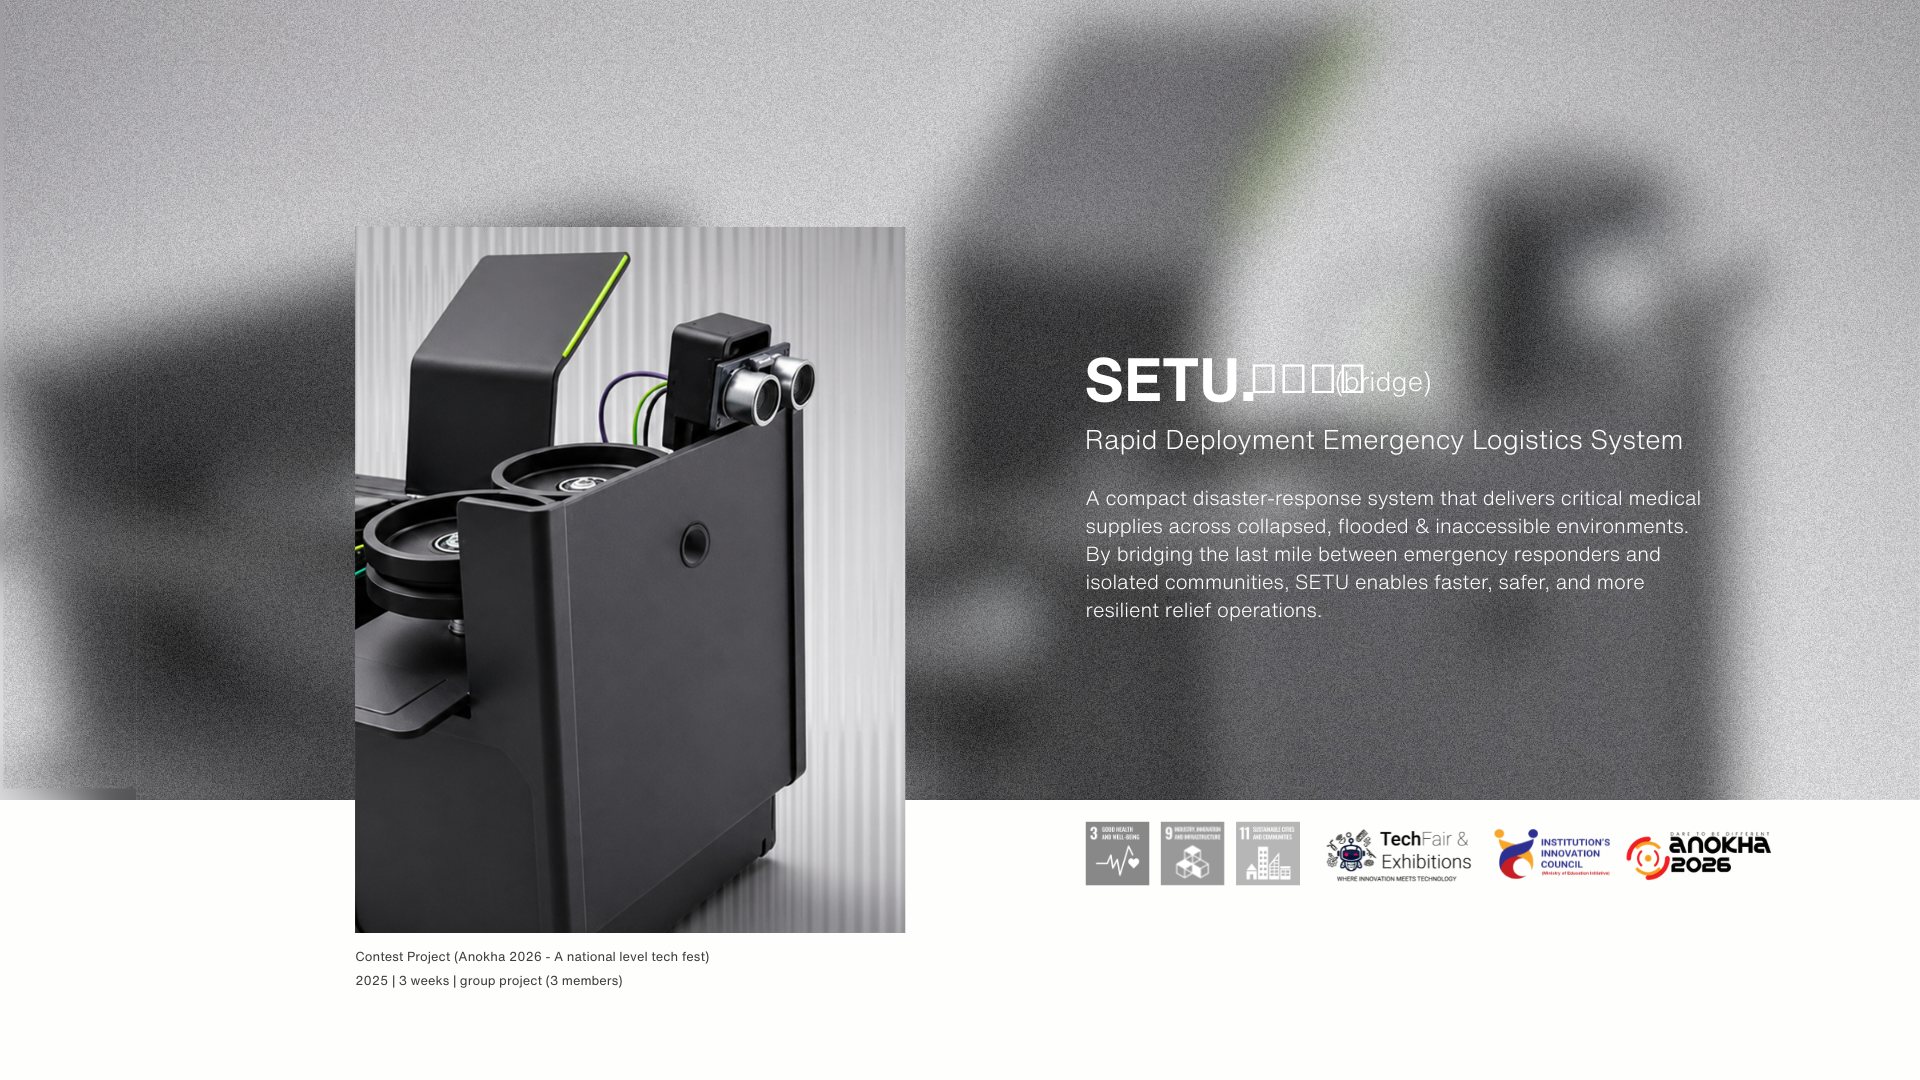 SETU. (bridge)
Rapid Deployment Emergency Logistics System
A compact disaster-response system that delivers critical medical
supplies across collapsed, flooded & inaccessible environments.
By bridging the last mile between emergency responders and
isolated communities, SETU enables faster, safer, and more
resilient relief operations.
3 GOOD HEALTH
AND WELL-BEING
9 INDUSTRY, INNOVATION
AND INFRASTRUCTURE
11 SUSTAINABLE CITIES
AND COMMUNITIES
TechFair &
Exhibitions
WHERE INNOVATION MEETS TECHNOLOGY
INSTITUTION'S
INNOVATION
COUNCIL
(Ministry of Education Initiative)
DARE TO BE DIFFERENT
ANOKHA
2026
Contest Project (Anokha 2026 - A national level tech fest)
2025 | 3 weeks | group project (3 members)